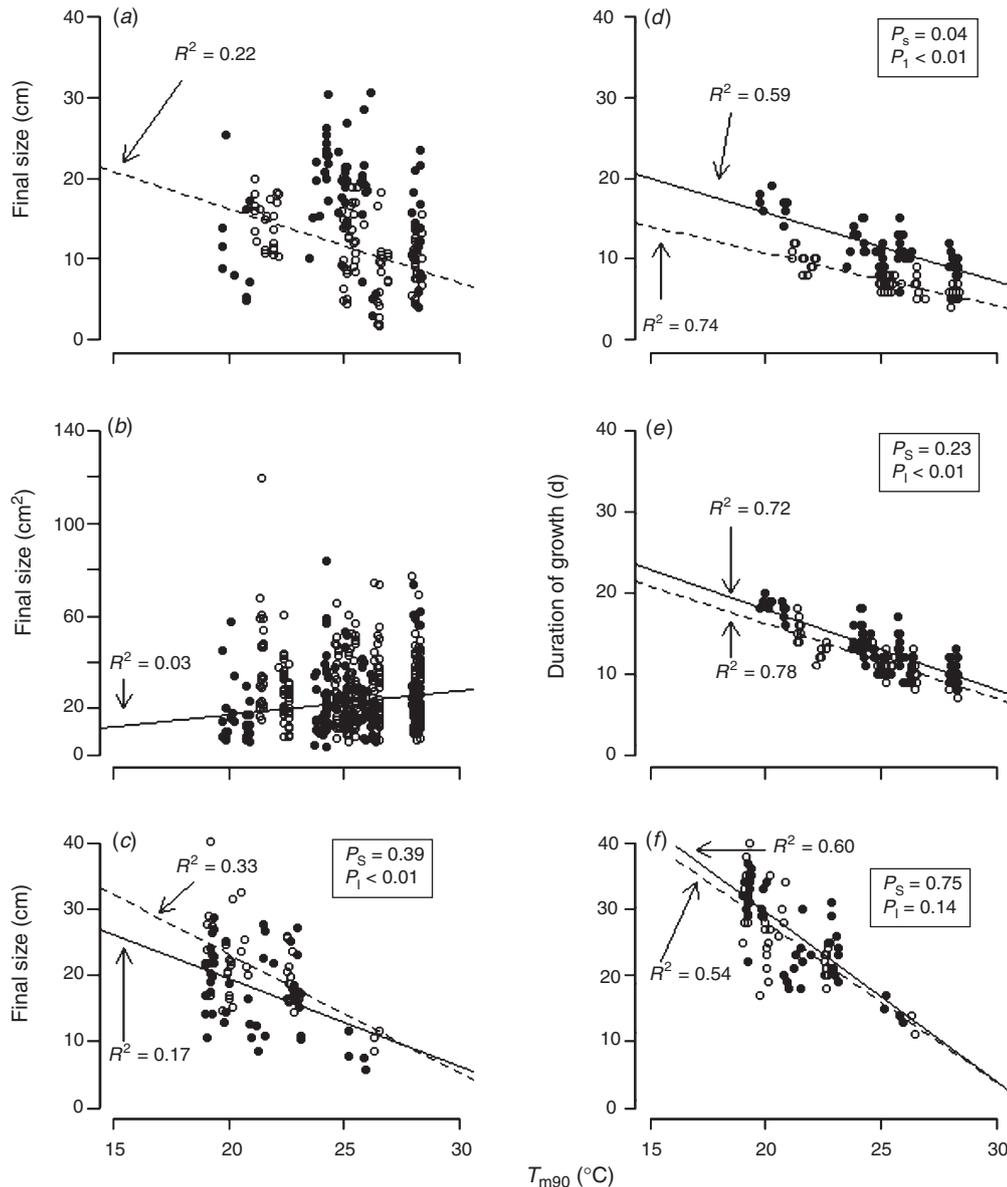 (a)
R² = 0.22
Final size (cm)
40
30
20
10
0
(d)
Ps = 0.04
P1 < 0.01
R² = 0.59
R² = 0.74
40
30
20
10
0
(b)
Final size (cm²)
140
100
60
20
0
R² = 0.03
(e)
PS = 0.23
PI < 0.01
R² = 0.72
R² = 0.78
Duration of growth (d)
40
30
20
10
0
(c)
R² = 0.33
PS = 0.39
PI < 0.01
R² = 0.17
Final size (cm)
40
30
20
10
0
15 20 25 30
(f)
R² = 0.60
PS = 0.75
PI = 0.14
R² = 0.54
40
30
20
10
0
15 20 25 30
Tm90 (°C)